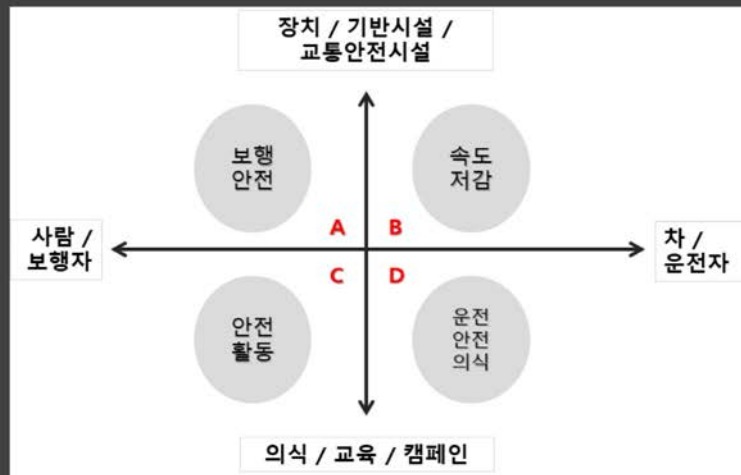 장치 / 기반시설 /
교통안전시설
보행
안전
속도
저감
A
B
사람 /
보행자
차 /
운전자
C
D
안전
활동
운전
안전
의식
의식 / 교육 / 캠페인